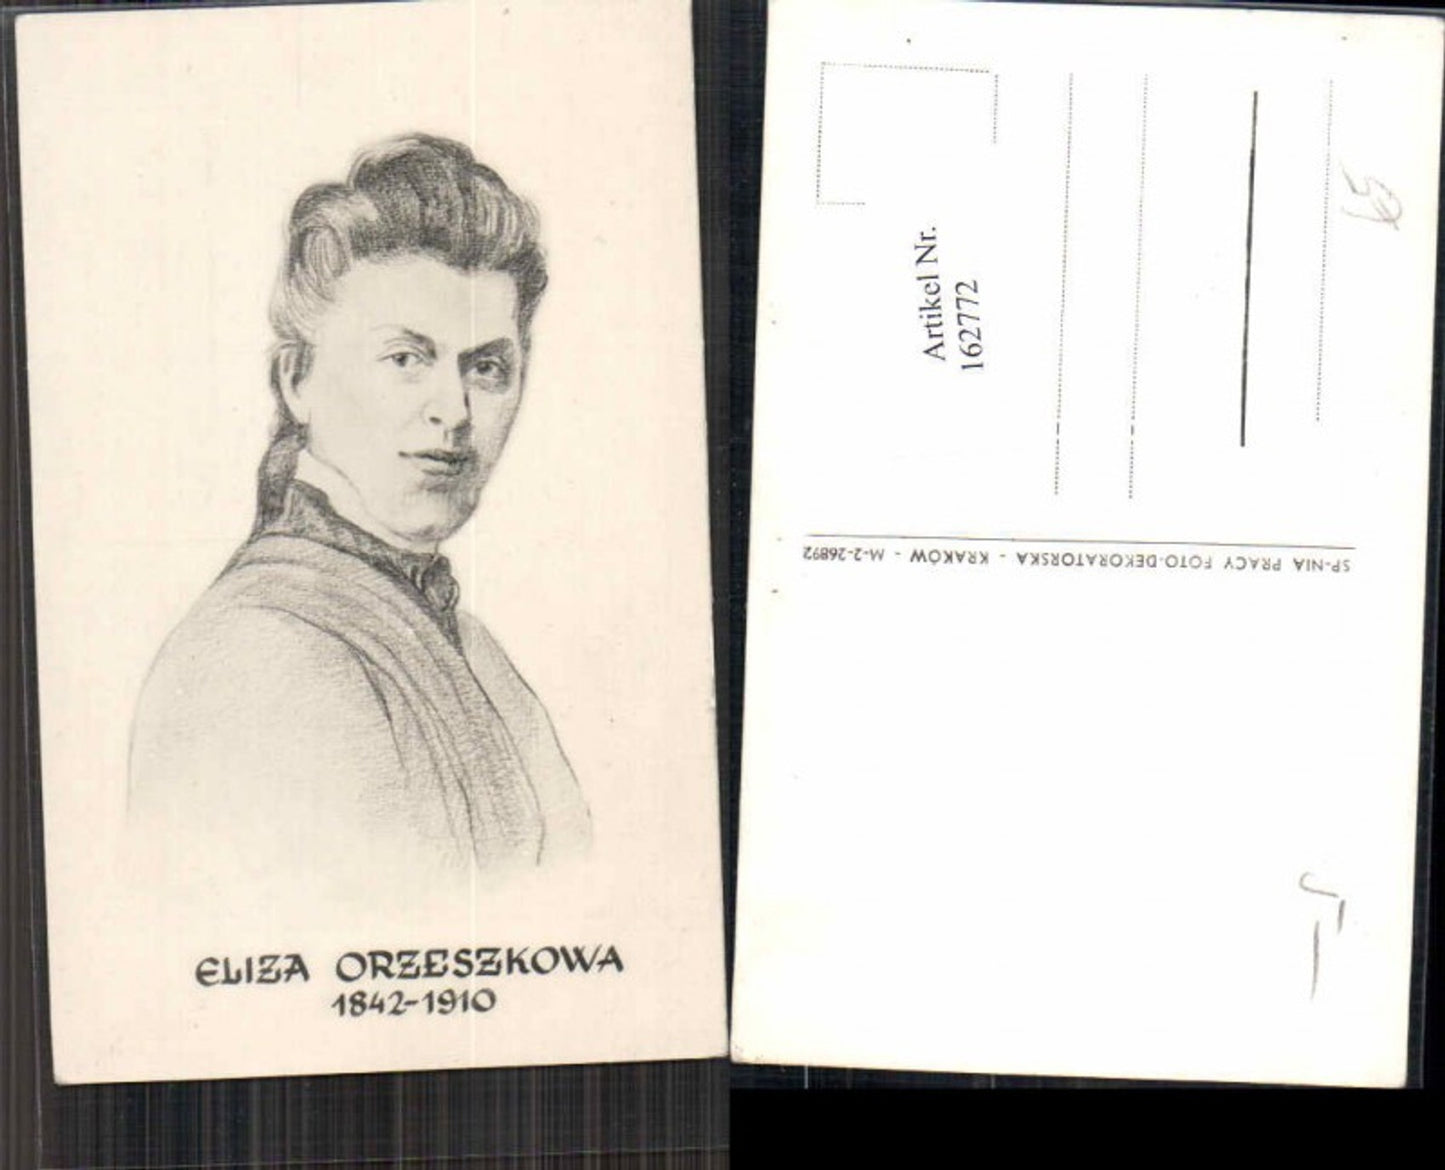 ELIZA ORZESZKOWA
1842-1910
Artikel Nr.
162772
SP-NIA PRACY FOTO-DEKORATORSKA - KRAKÓW - M-2-26892